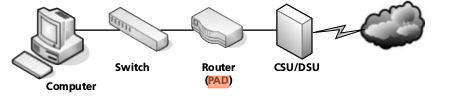 Computer
Switch
Router
(PAD)
CSU/DSU